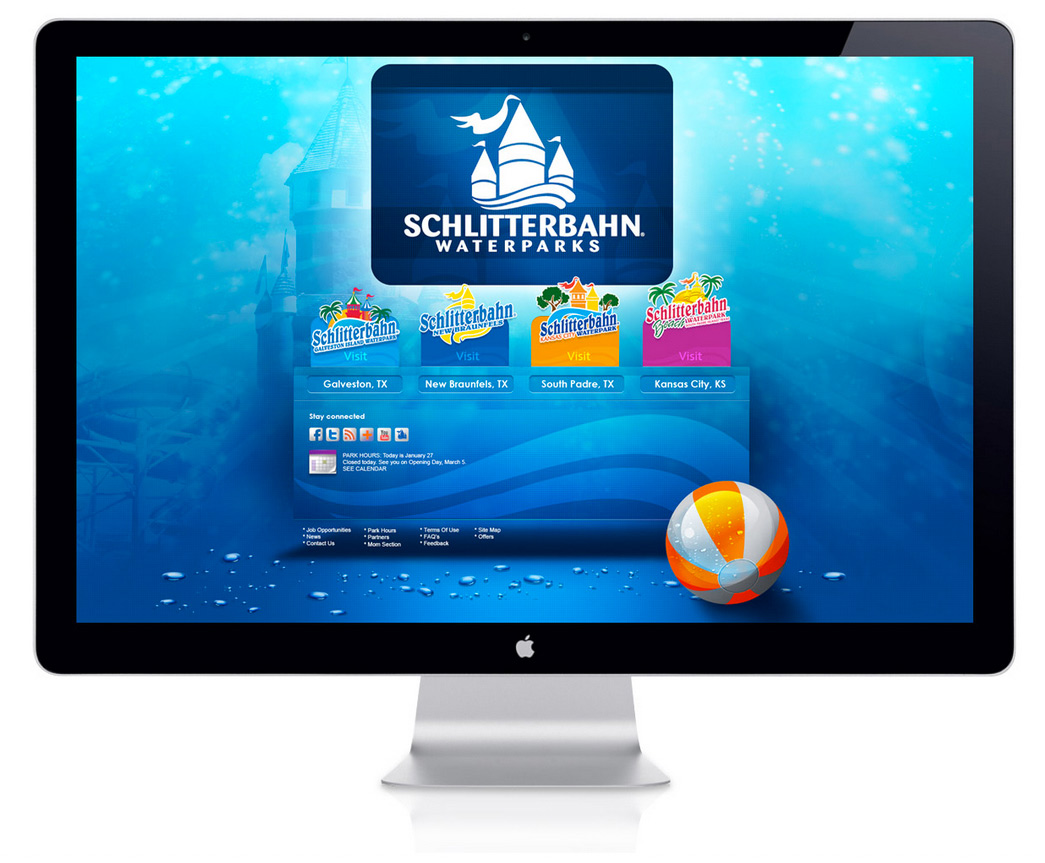 SCHLITTERBAHN®
WATERPARKS
Schlitterbahn
GALVESTON ISLAND WATERPARK
Visit
Schlitterbahn
NEW BRAUNFELS
Visit
Schlitterbahn
KANSAS CITY WATERPARK
Visit
Schlitterbahn
Beach WATERPARK
Visit
Galveston, TX
New Braunfels, TX
South Padre, TX
Kansas City, KS
Stay connected
You
PARK HOURS: Today is January 27
Closed today. See you on Opening Day, March 5.
SEE CALENDAR
* Job Opportunities
* News
* Contact Us
* Park Hours
* Partners
* Mom Section
* Terms Of Use
* FAQ's
* Feedback
* Site Map
* Offers